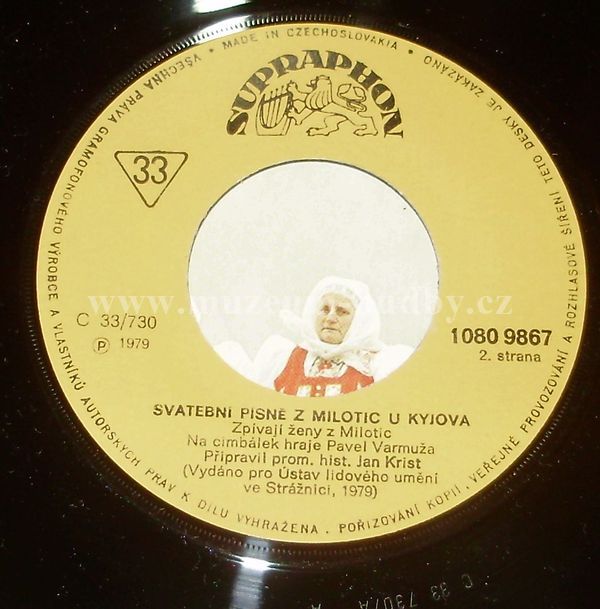 VŠECHNA PRÁVA GRAMOFONOVÉHO VÝROBCE A VLASTNÍKŮ AUTORSKÝCH PRÁV K DÍLU VYHRAŽENA. POŘIZOVÁNÍ KOPIÍ, VEŘEJNÉ PROVOZOVÁNÍ A ROZHLASOVÉ ŠÍŘENÍ TÉTO DESKY JE ZAKÁZÁNO • MADE IN CZECHOSLOVAKIA •
SUPRAPHON
33
C 33/730
℗ 1979
1080 9867
2. strana
SVATEBNÍ PÍSNĚ Z MILOTIC U KYJOVA
Zpívají ženy z Milotic
Na cimbálek hraje Pavel Varmuža
Připravil prom. hist. Jan Krist
(Vydáno pro Ústav lidového umění
ve Strážnici, 1979)